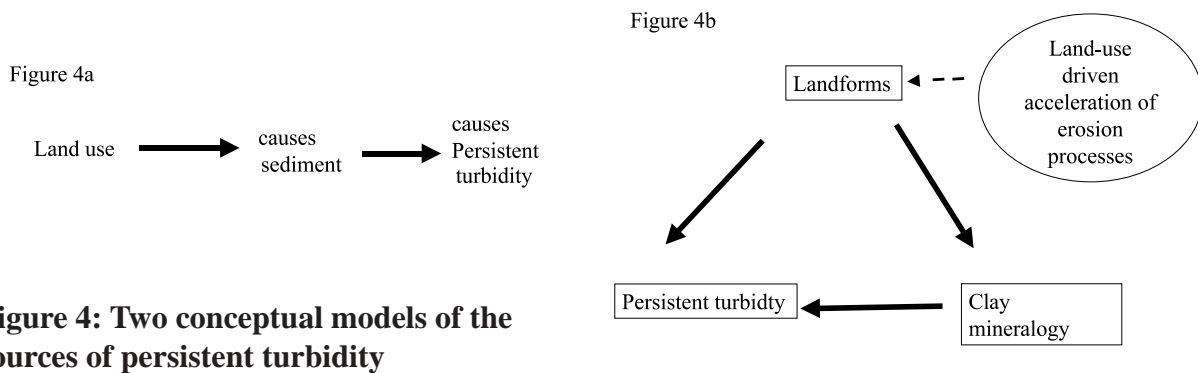 Figure 4a
Land use
causes
sediment
causes
Persistent
turbidity
Figure 4b
Landforms
Land-use
driven
acceleration of
erosion
processes
Persistent turbidty
Clay
mineralogy
igure 4: Two conceptual models of the
ources of persistent turbidity